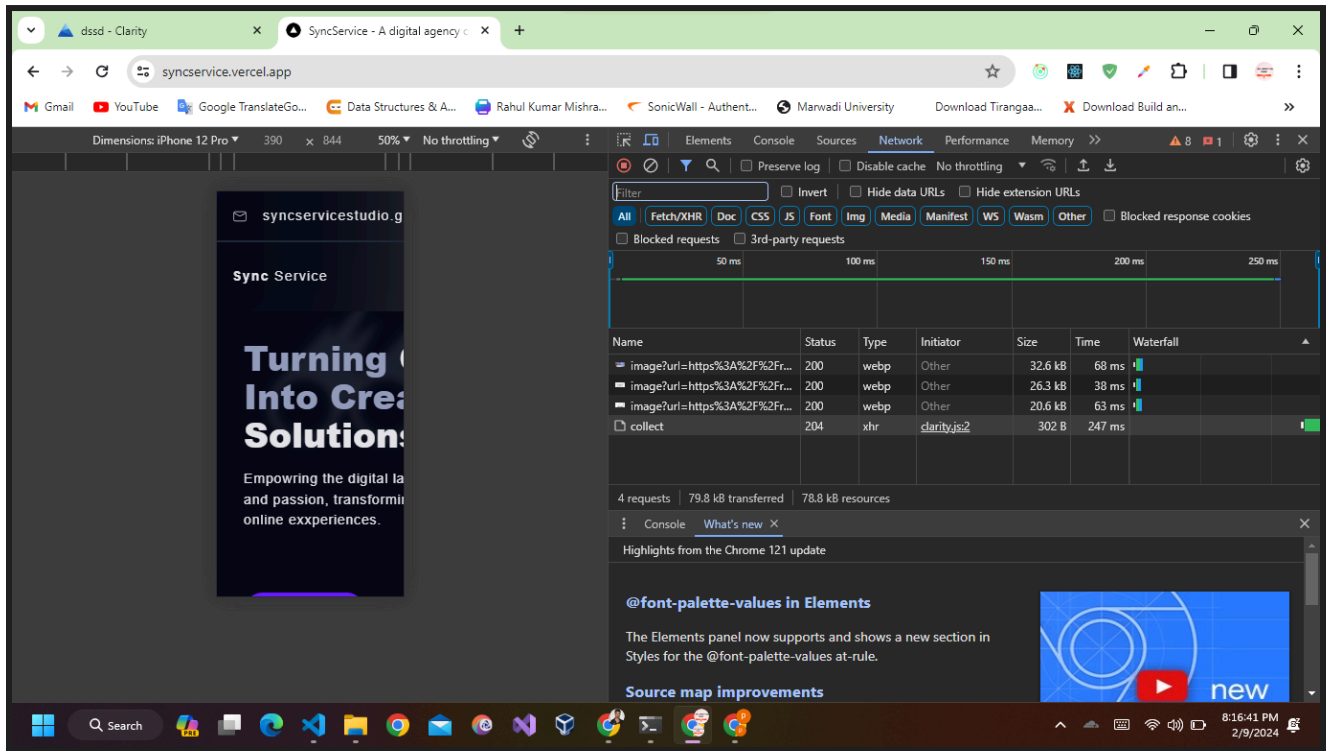 dssd - Clarity
SyncService - A digital agency c
syncservice.vercel.app
Gmail YouTube Google TranslateGo... Data Structures & A... Rahul Kumar Mishra... SonicWall - Authent... Marwadi University Download Tirangaa... Download Build an... »
Dimensions: iPhone 12 Pro ▼ 390 × 844 50% ▼ No throttling ▼
syncservicestudio.g
Sync Service
Turning
Into Crea
Solutions
Empowring the digital la
and passion, transformin
online exxperiences.
Elements Console Sources Network Performance Memory 8 1
Preserve log Disable cache No throttling ▼
Filter Invert Hide data URLs Hide extension URLs
All Fetch/XHR Doc CSS JS Font Img Media Manifest WS Wasm Other Blocked response cookies
Blocked requests 3rd-party requests
50 ms 100 ms 150 ms 200 ms 250 ms
Name Status Type Initiator Size Time Waterfall
image?url=https%3A%2F%2Fr... 200 webp Other 32.6 kB 68 ms
image?url=https%3A%2F%2Fr... 200 webp Other 26.3 kB 38 ms
image?url=https%3A%2F%2Fr... 200 webp Other 20.6 kB 63 ms
collect 204 xhr clarity.js:2 302 B 247 ms
4 requests 79.8 kB transferred 78.8 kB resources
Console What's new
Highlights from the Chrome 121 update
@font-palette-values in Elements
The Elements panel now supports and shows a new section in
Styles for the @font-palette-values at-rule.
Source map improvements
new
Search
PRE
8:16:41 PM
2/9/2024